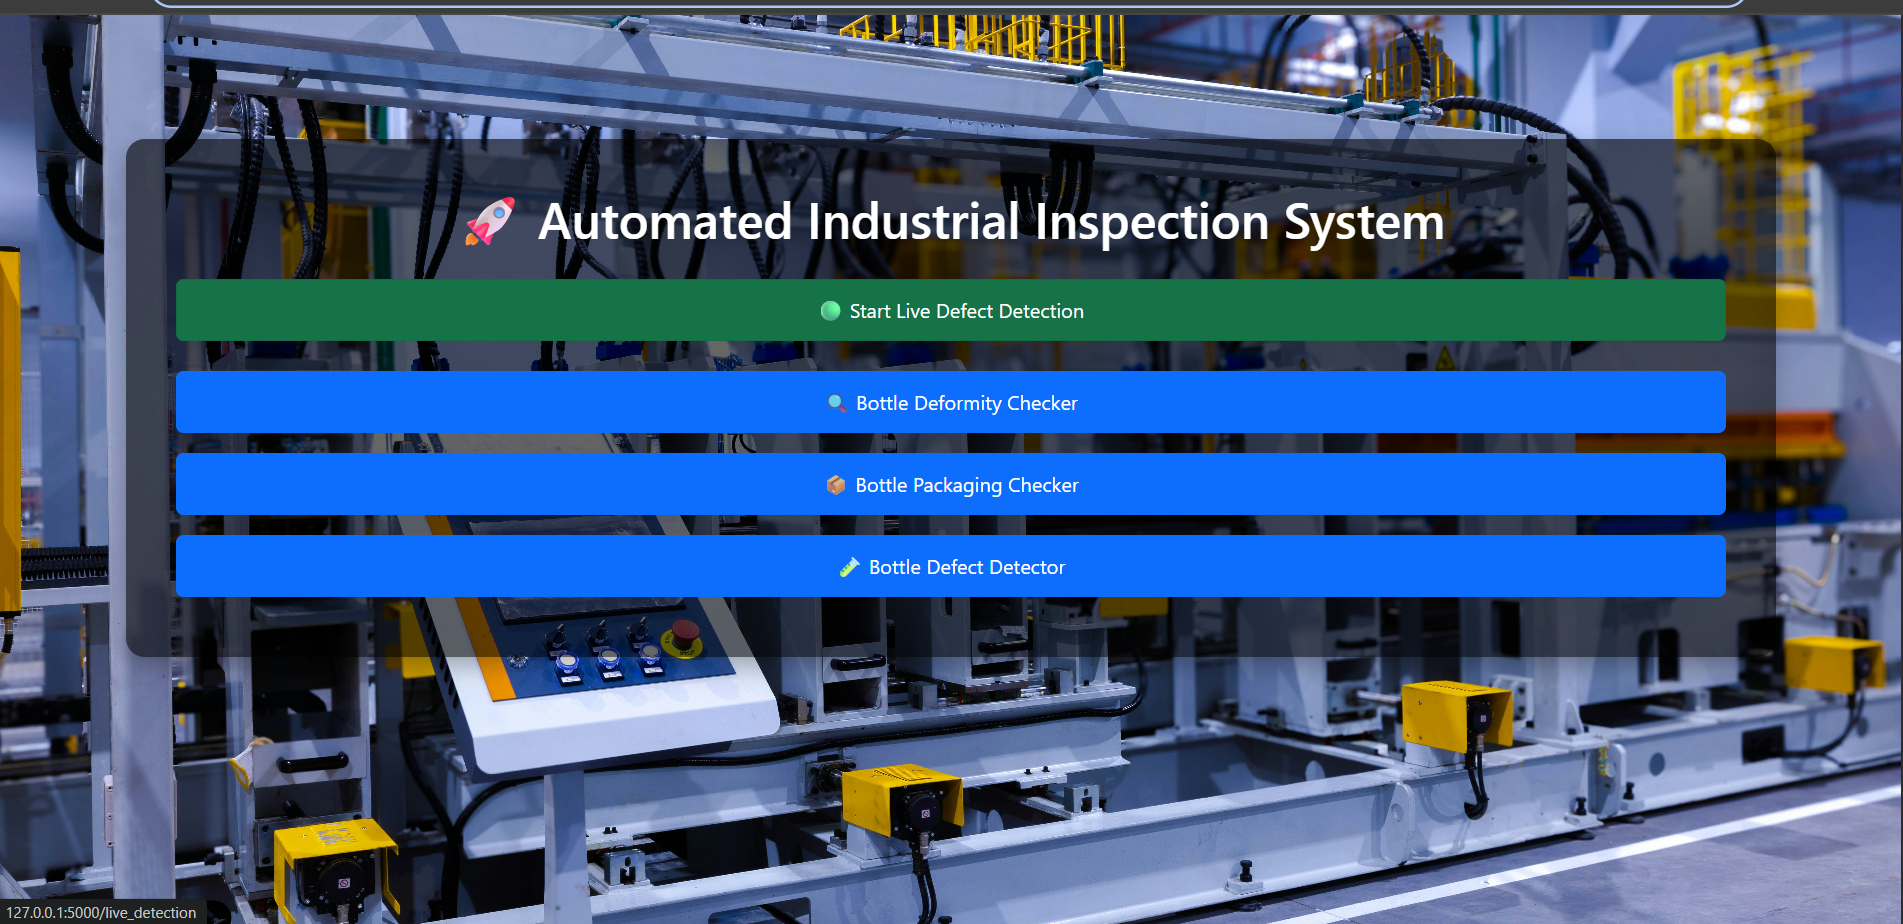 🚀 Automated Industrial Inspection System
🟢 Start Live Defect Detection
🔍 Bottle Deformity Checker
📦 Bottle Packaging Checker
🧪 Bottle Defect Detector
127.0.0.1:5000/live_detection